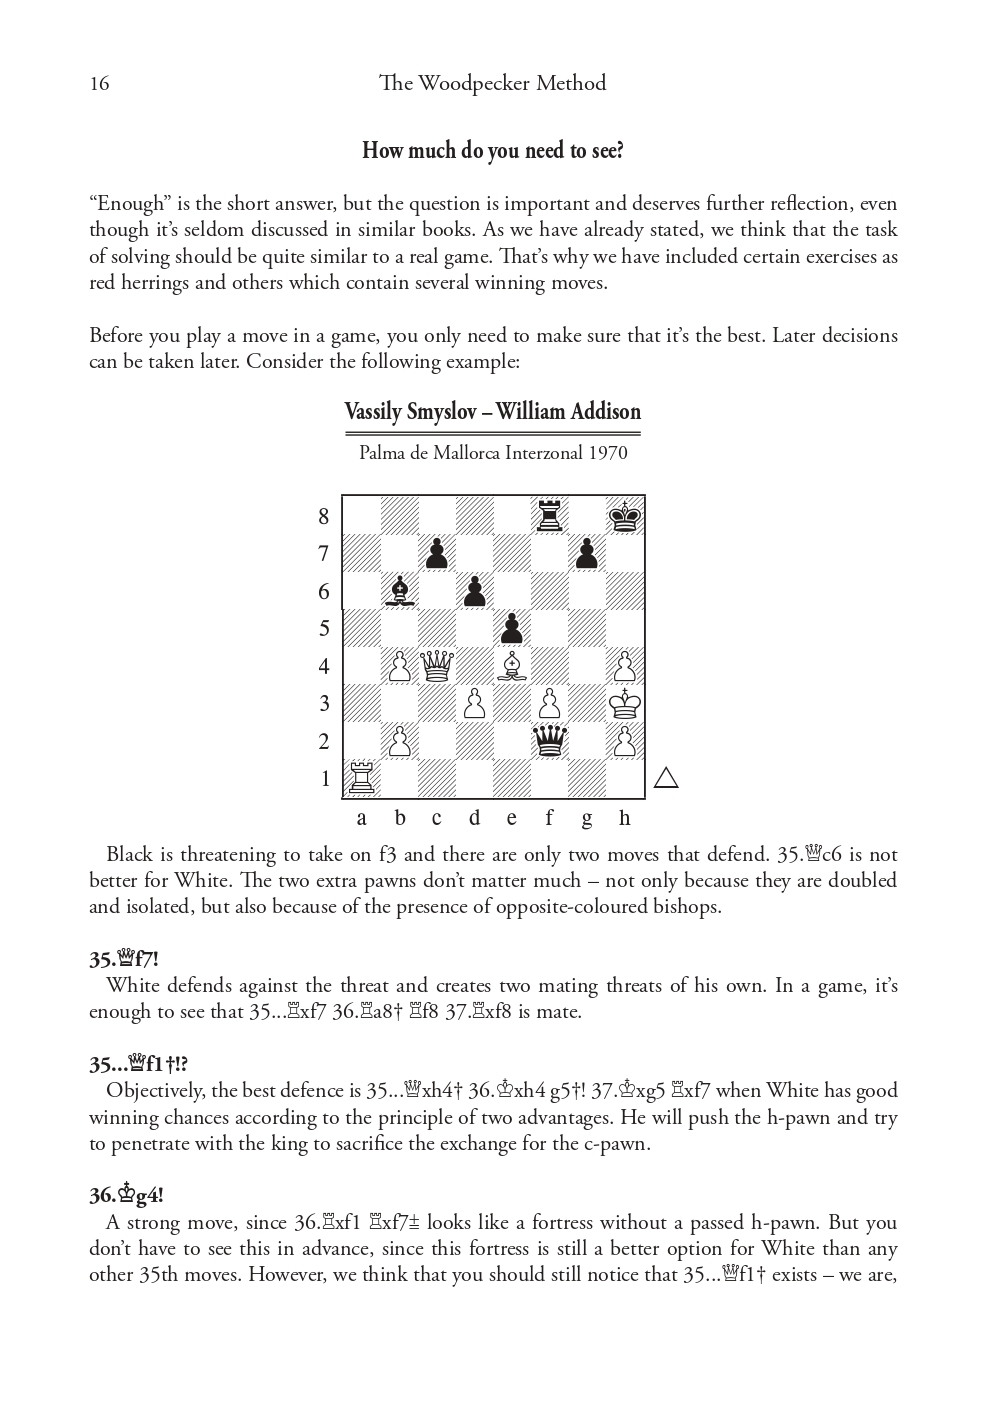 16
The Woodpecker Method
How much do you need to see?
“Enough” is the short answer, but the question is important and deserves further reflection, even
though it’s seldom discussed in similar books. As we have already stated, we think that the task
of solving should be quite similar to a real game. That’s why we have included certain exercises as
red herrings and others which contain several winning moves.
Before you play a move in a game, you only need to make sure that it’s the best. Later decisions
can be taken later. Consider the following example:
Vassily Smyslov – William Addison
Palma de Mallorca Interzonal 1970
8
7
6
5
4
3
2
1
a b c d e f g h
Black is threatening to take on f3 and there are only two moves that defend. 35.♕c6 is not
better for White. The two extra pawns don’t matter much – not only because they are doubled
and isolated, but also because of the presence of opposite-coloured bishops.
35.♕f7!
White defends against the threat and creates two mating threats of his own. In a game, it’s
enough to see that 35...♖xf7 36.♖a8† ♖f8 37.♖xf8 is mate.
35...♕f1†!?
Objectively, the best defence is 35...♕xh4† 36.♔xh4 g5†! 37.♔xg5 ♖xf7 when White has good
winning chances according to the principle of two advantages. He will push the h-pawn and try
to penetrate with the king to sacrifice the exchange for the c-pawn.
36.♔g4!
A strong move, since 36.♖xf1 ♖xf7± looks like a fortress without a passed h-pawn. But you
don’t have to see this in advance, since this fortress is still a better option for White than any
other 35th moves. However, we think that you should still notice that 35...♕f1† exists – we are,